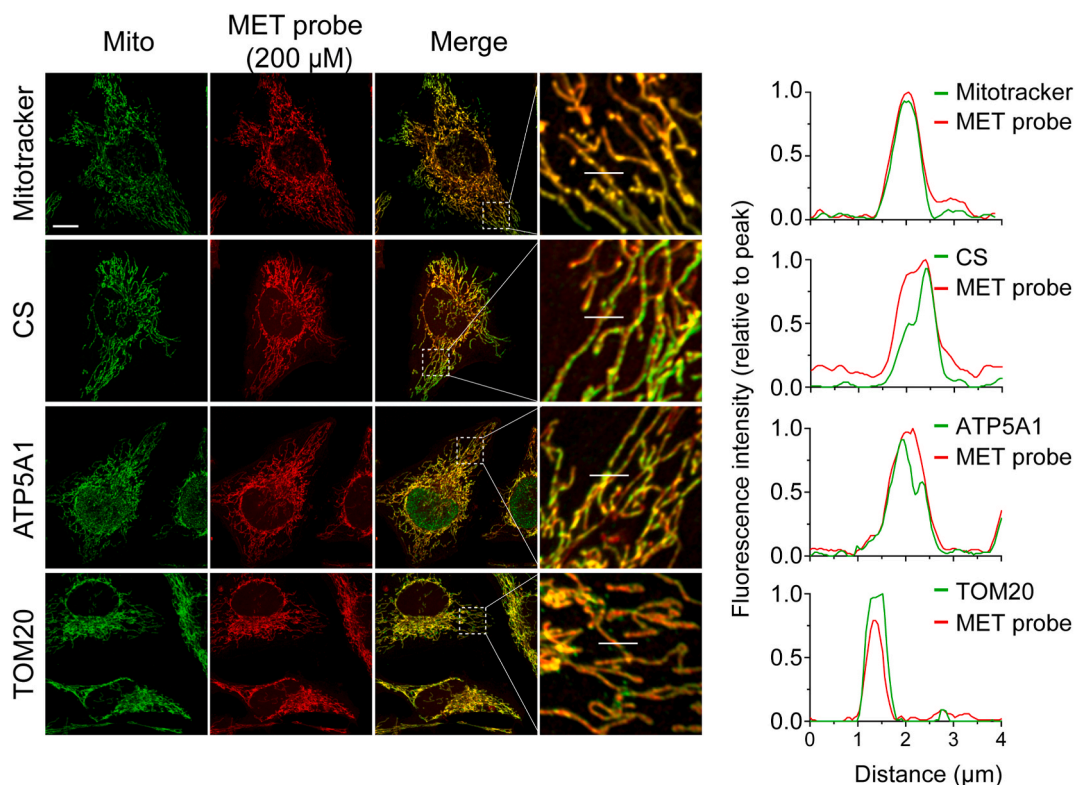 Mito
MET probe
(200 µM)
Merge
Mitotracker
CS
ATP5A1
TOM20
Fluorescence intensity (relative to peak)
1.0
0.5
0.0
Mitotracker
MET probe
1.0
0.5
0.0
CS
MET probe
1.0
0.5
0.0
ATP5A1
MET probe
1.0
0.5
0.0
TOM20
MET probe
0 1 2 3 4
Distance (µm)